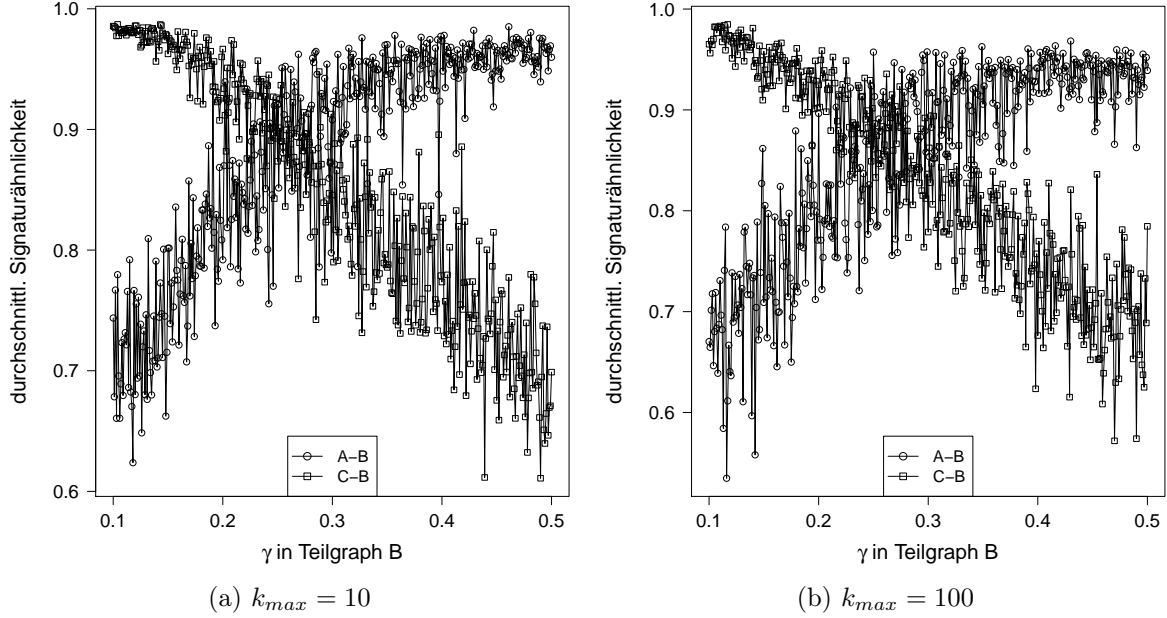 1.0
0.9
0.8
0.7
0.6
durchschnittl. Signaturähnlichkeit
A−B
C−B
0.1
0.2
0.3
0.4
0.5
γ in Teilgraph B
(a) k_max = 10
1.0
0.9
0.8
0.7
0.6
durchschnittl. Signaturähnlichkeit
A−B
C−B
0.1
0.2
0.3
0.4
0.5
γ in Teilgraph B
(b) k_max = 100